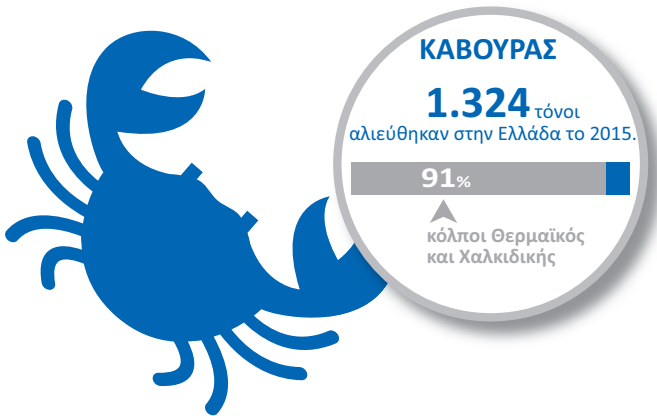 ΚΑΒΟΥΡΑΣ
1.324 τόνοι
αλιεύθηκαν στην Ελλάδα το 2015.
91%
κόλποι Θερμαϊκός
και Χαλκιδικής